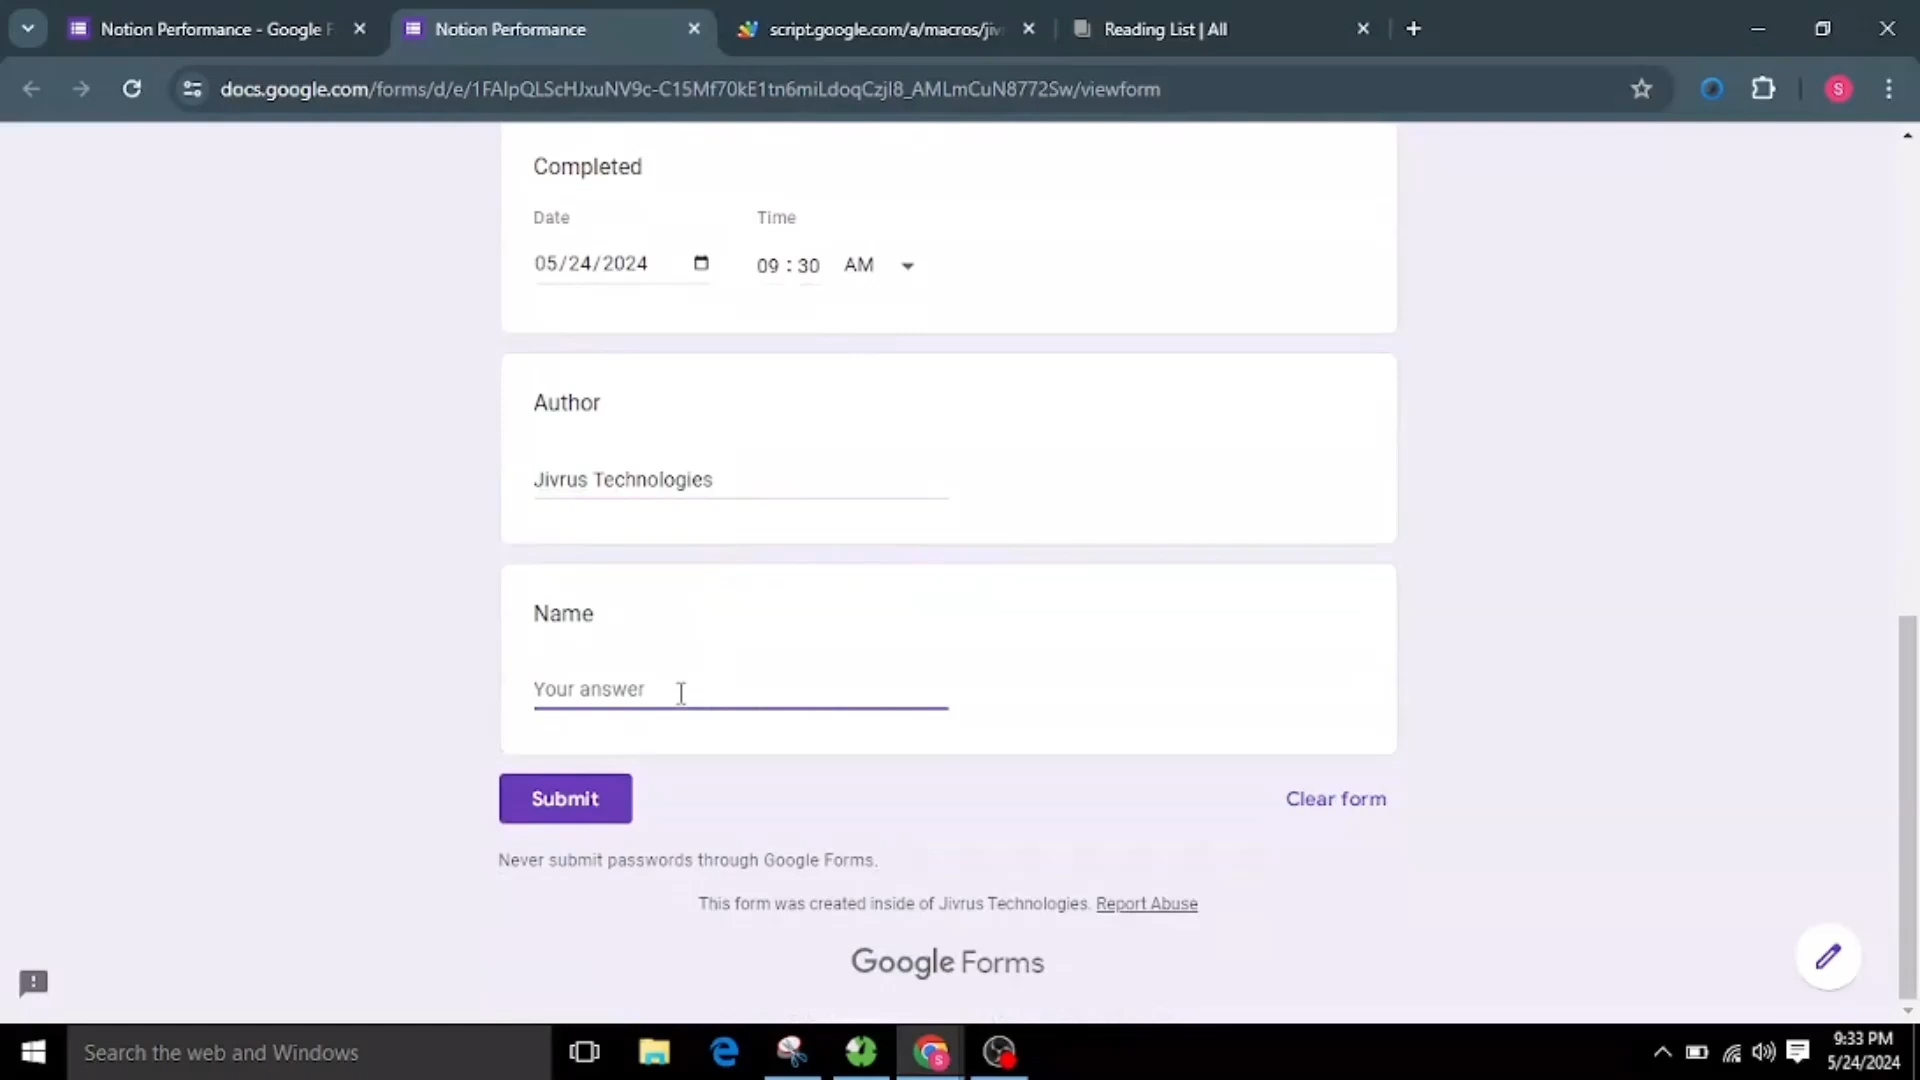 Notion Performance - Google F
Notion Performance
script.google.com/a/macros/jiv
Reading List | All
docs.google.com/forms/d/e/1FAIpQLScHJxuNV9c-C15Mf70kE1tn6miLdoqCzjI8_AMLmCuN8772Sw/viewform
S
Completed
Date
Time
05/24/2024
09 : 30 AM
Author
Jivrus Technologies
Name
Your answer
Submit
Clear form
Never submit passwords through Google Forms.
This form was created inside of Jivrus Technologies. Report Abuse
Google Forms
Search the web and Windows
S
9:33 PM
5/24/2024